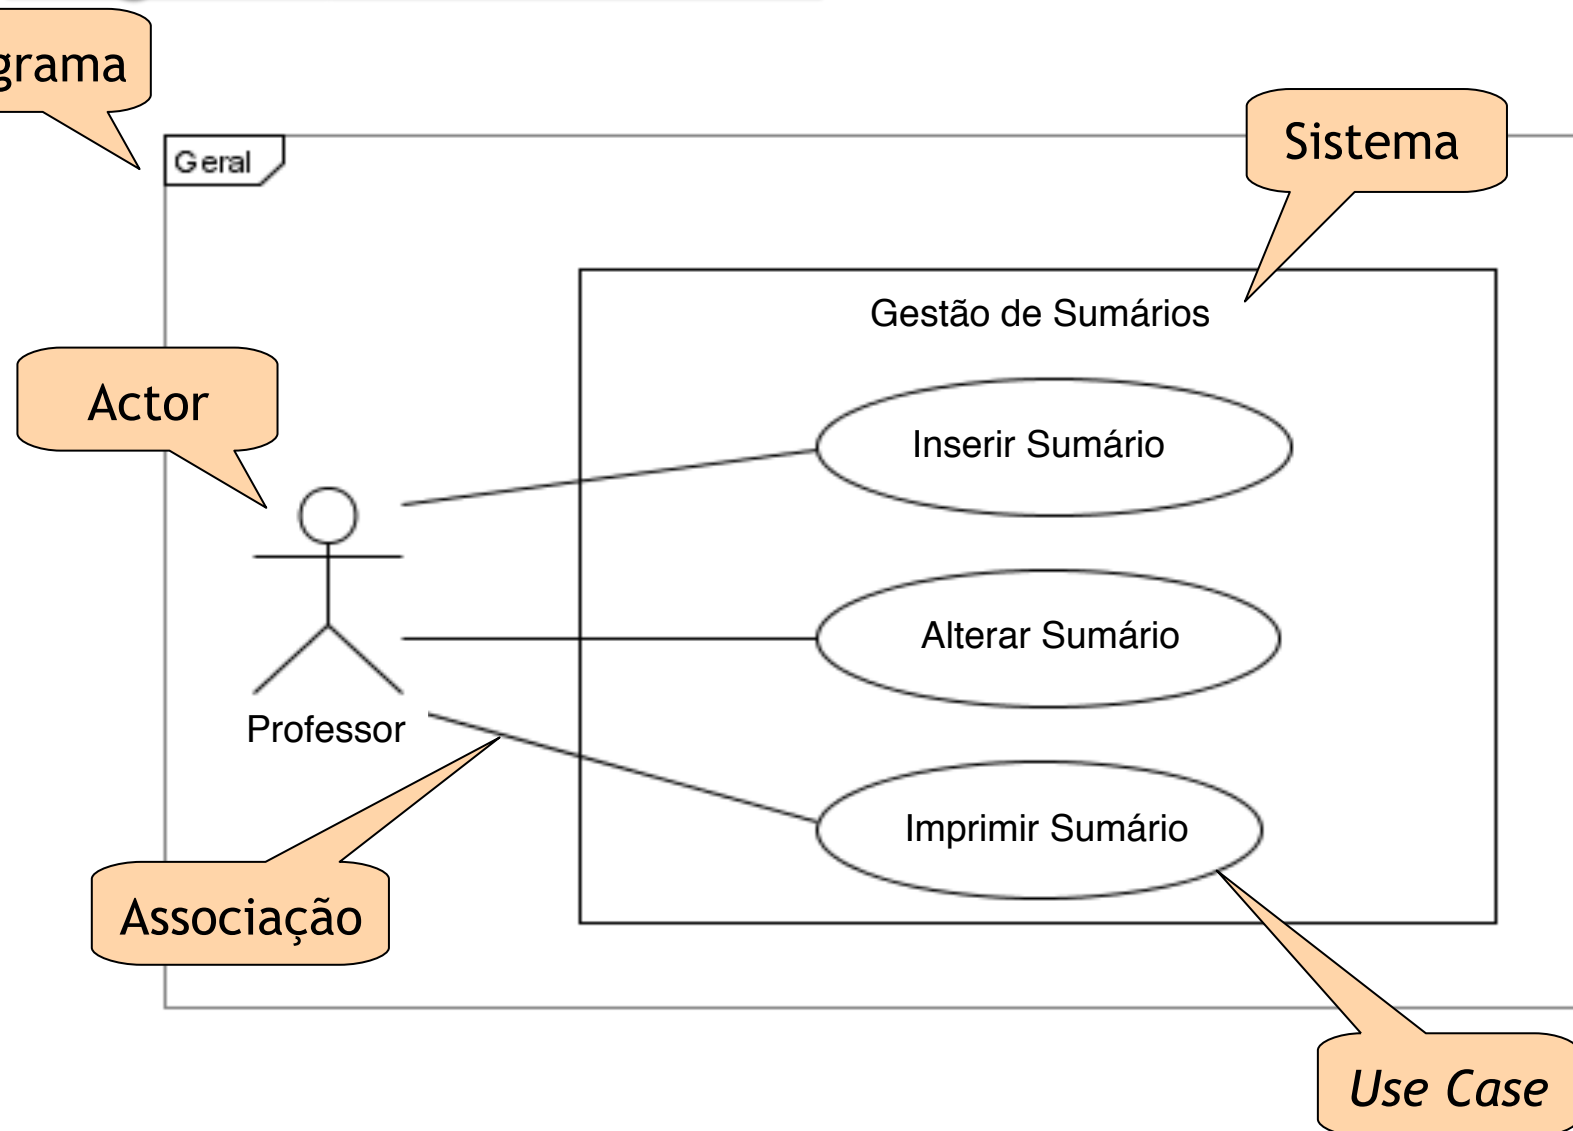 grama
Geral
Sistema
Gestão de Sumários
Actor
Inserir Sumário
Alterar Sumário
Professor
Imprimir Sumário
Associação
Use Case